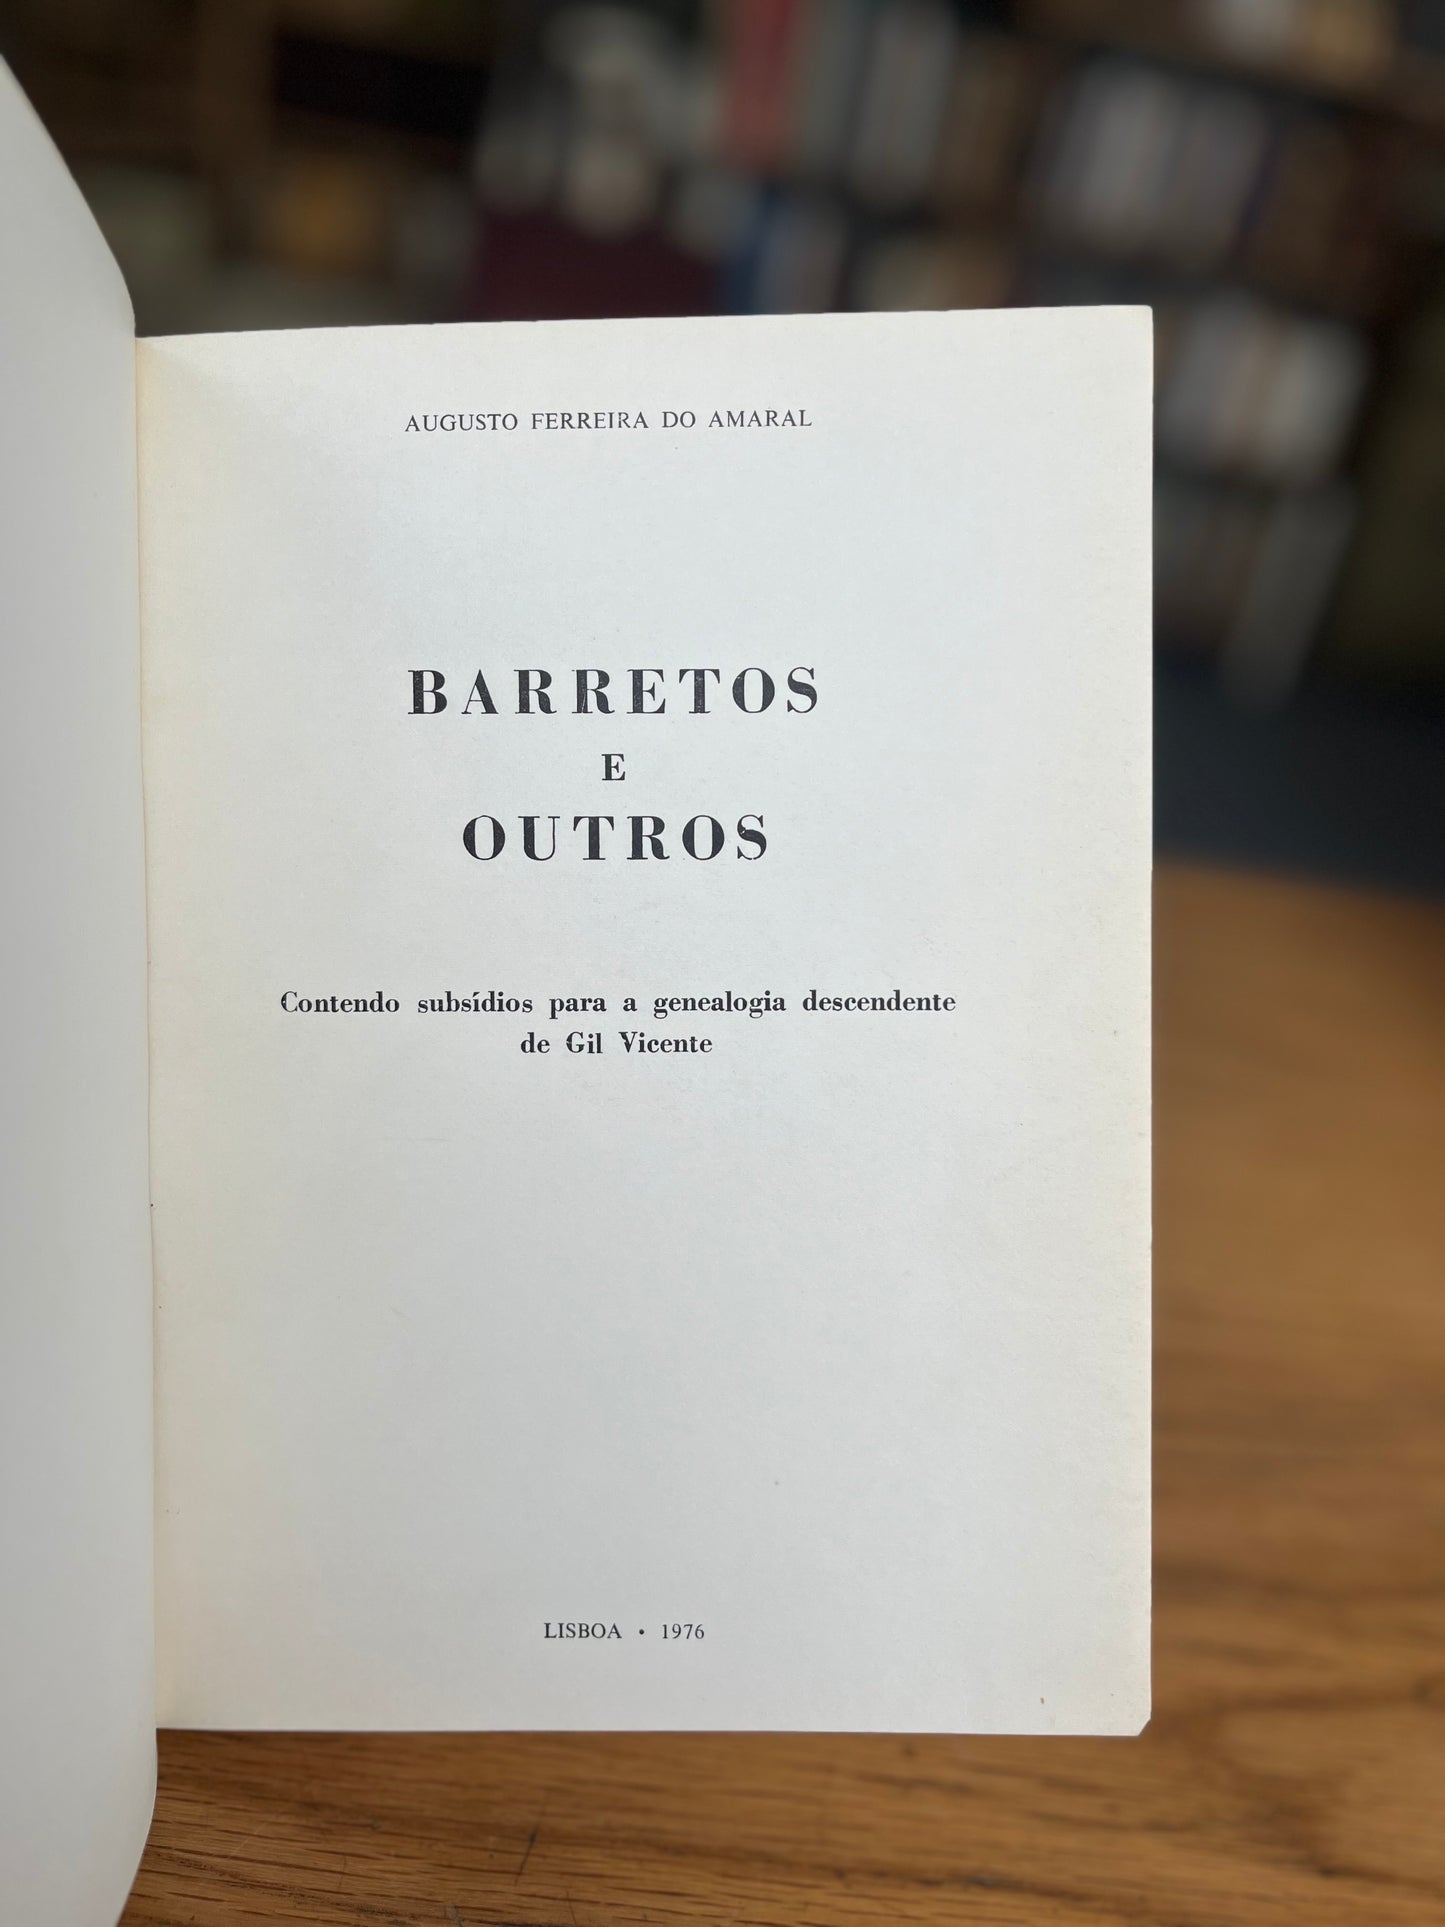 AUGUSTO FERREIRA DO AMARAL
BARRETOS
E
OUTROS
Contendo subsídios para a genealogia descendente
de Gil Vicente
LISBOA • 1976